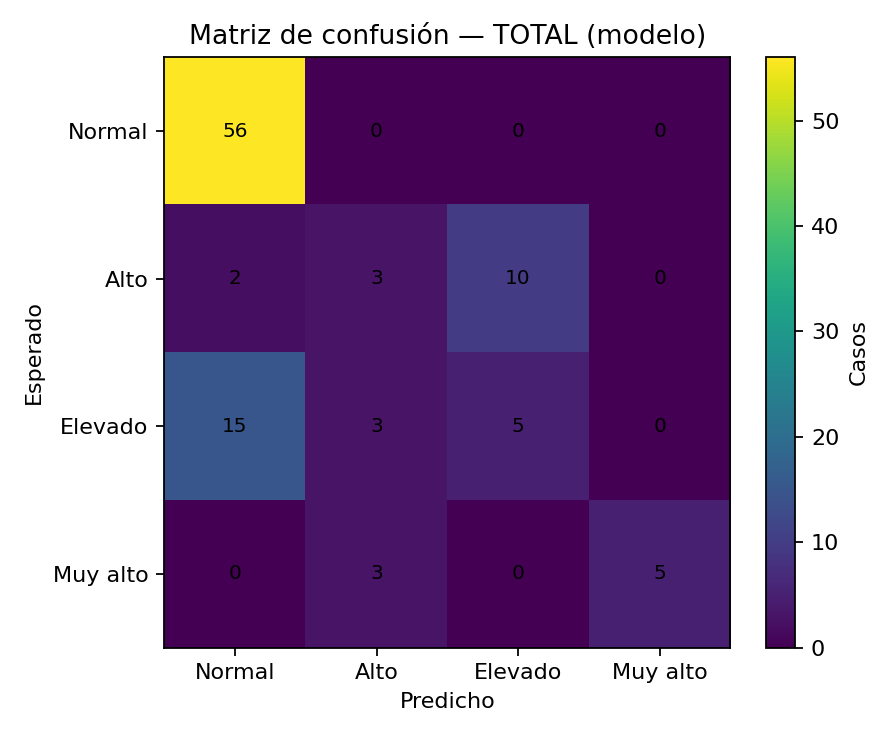 Matriz de confusión — TOTAL (modelo)
Normal 56 0 0 0
Alto 2 3 10 0
Elevado 15 3 5 0
Muy alto 0 3 0 5
Normal Alto Elevado Muy alto
Predicho
Esperado
50
40
30
20
10
0
Casos